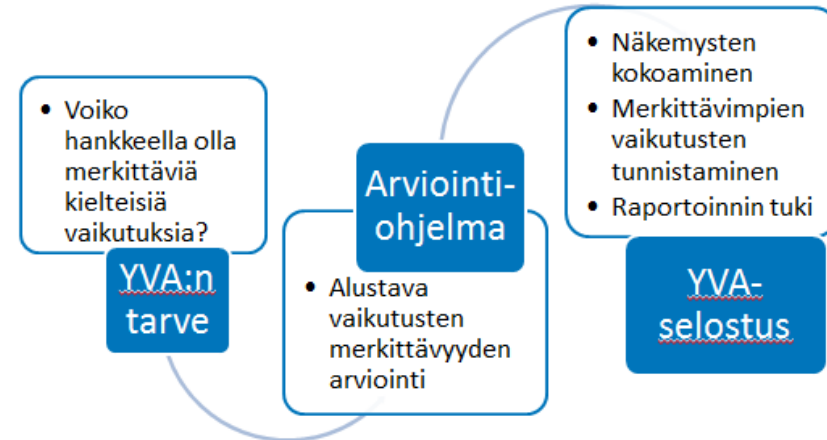 • Voiko
hankkeella olla
merkittäviä
kielteisiä
vaikutuksia?
YVA:n
tarve
Arviointi-
ohjelma
• Alustava
vaikutusten
merkittävyyden
arviointi
• Näkemysten
kokoaminen
• Merkittävimpien
vaikutusten
tunnistaminen
• Raportoinnin tuki
YVA-
selostus